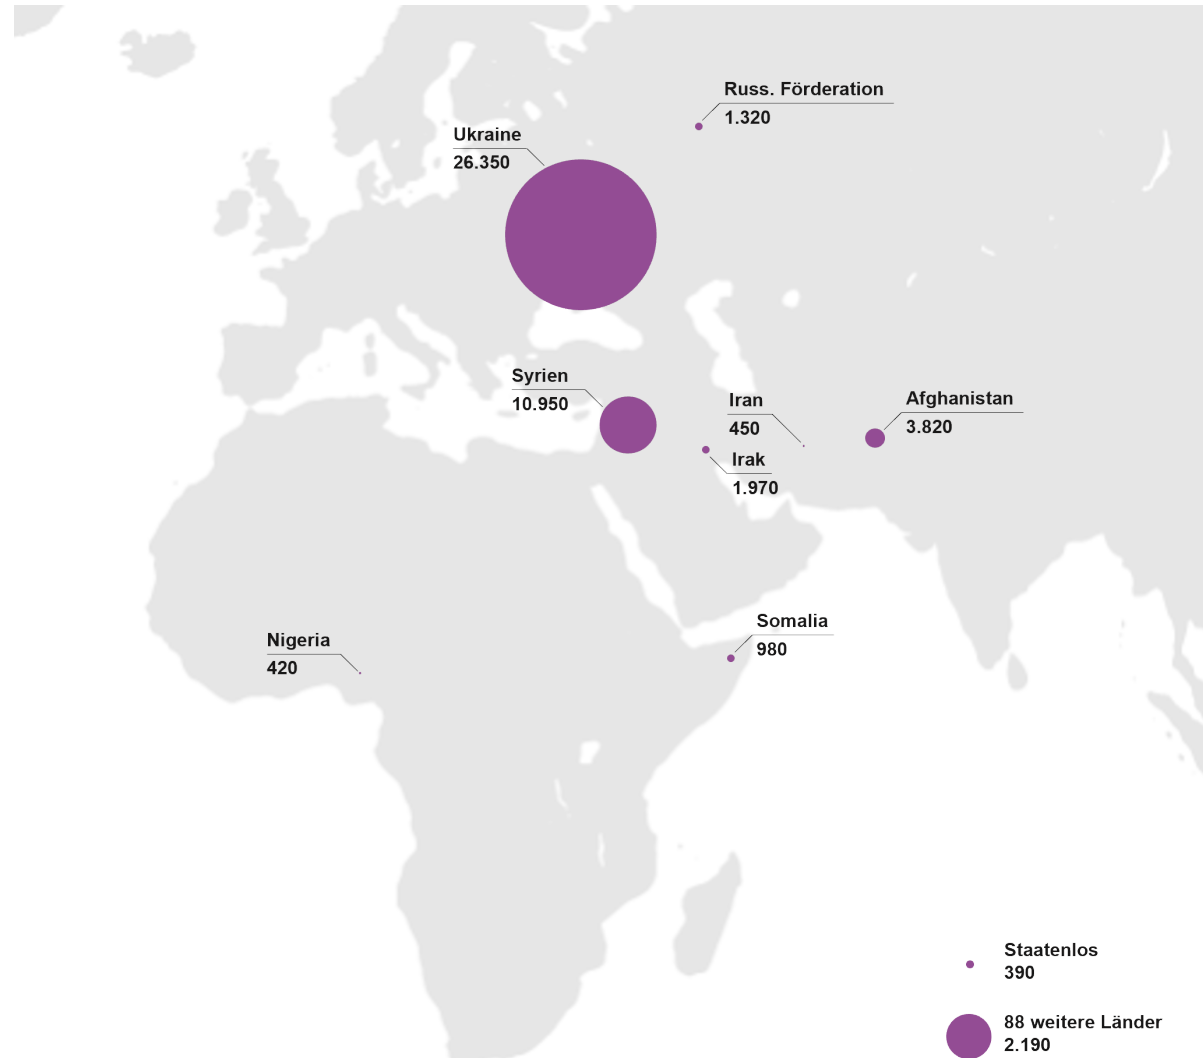 Russ. Förderation
1.320
Ukraine
26.350
Syrien
10.950
Iran
450
Afghanistan
3.820
Irak
1.970
Somalia
980
Nigeria
420
Staatenlos
390
88 weitere Länder
2.190